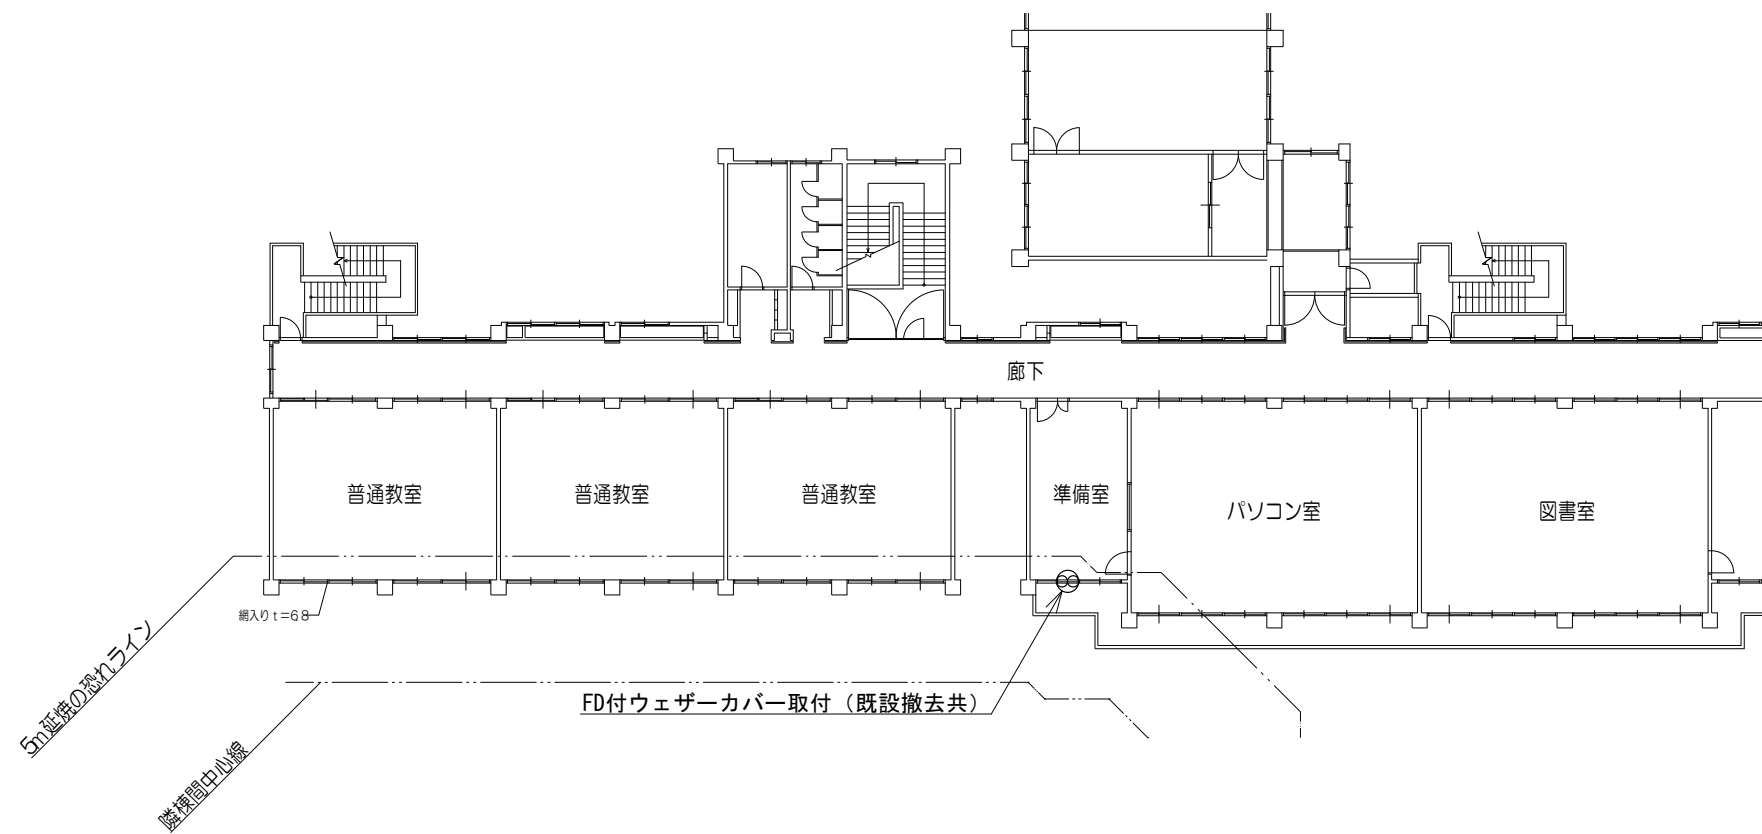 廊下
普通教室
普通教室
普通教室
準備室
パソコン室
図書室
網入りt=6.8
5m延焼の恐れライン
FD付ウェザーカバー取付（既設撤去共）
隣棟間中心線